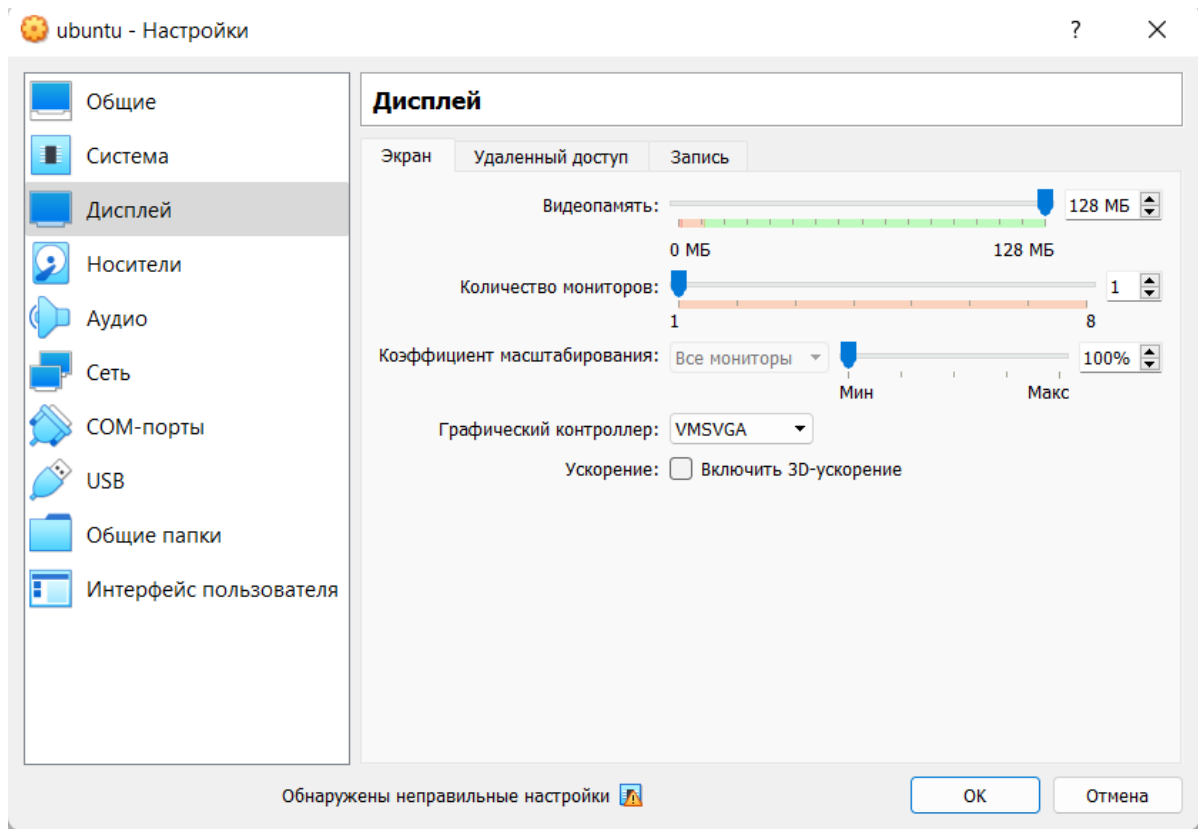 ubuntu - Настройки
?
Общие
Система
Дисплей
Носители
Аудио
Сеть
COM-порты
USB
Общие папки
Интерфейс пользователя
Дисплей
Экран Удаленный доступ Запись
Видеопамять: 128 МБ
0 МБ 128 МБ
Количество мониторов: 1
1 8
Коэффициент масштабирования: Все мониторы 100%
Мин Макс
Графический контроллер: VMSVGA
Ускорение: Включить 3D-ускорение
Обнаружены неправильные настройки OK Отмена